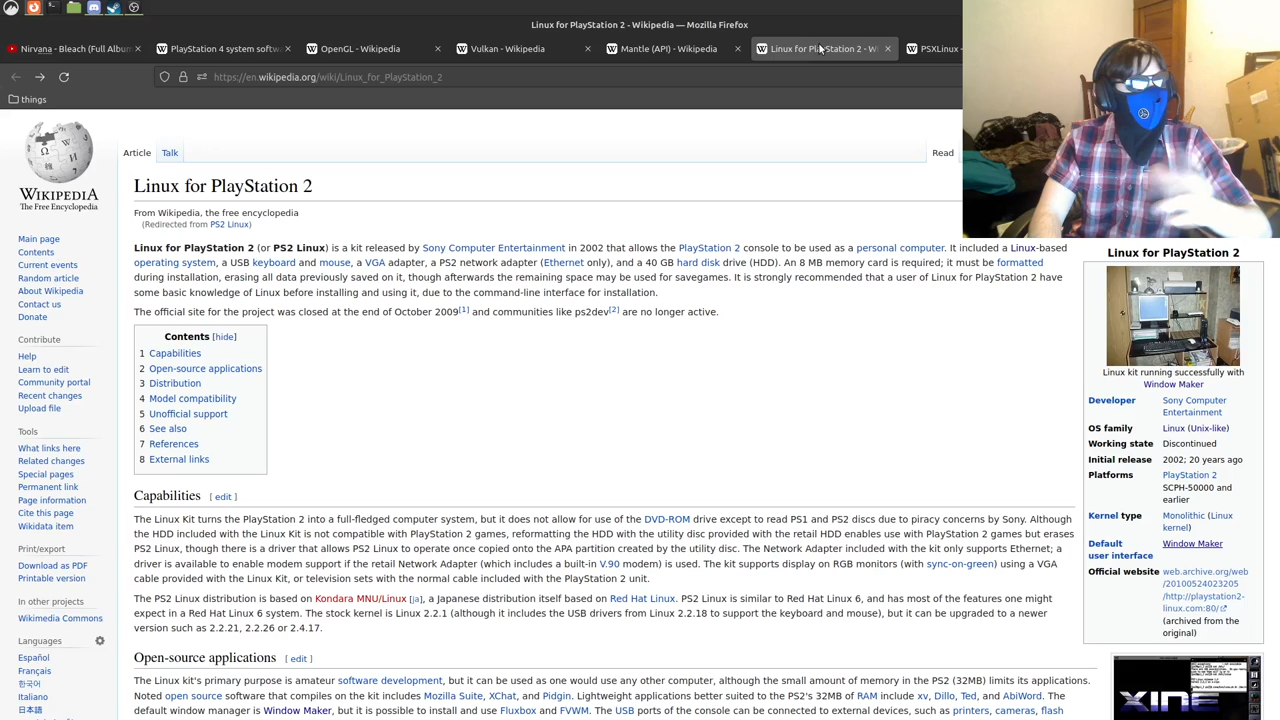 Linux for PlayStation 2 - Wikipedia — Mozilla Firefox
Nirvana - Bleach (Full Album
PlayStation 4 system softw
OpenGL - Wikipedia
Vulkan - Wikipedia
Mantle (API) - Wikipedia
Linux for PlayStation 2 - Wi
PSXLinux -
https://en.wikipedia.org/wiki/Linux_for_PlayStation_2
things
WIKIPEDIA
The Free Encyclopedia
Main page
Contents
Current events
Random article
About Wikipedia
Contact us
Donate
Contribute
Help
Learn to edit
Community portal
Recent changes
Upload file
Tools
What links here
Related changes
Special pages
Permanent link
Page information
Cite this page
Wikidata item
Print/export
Download as PDF
Printable version
In other projects
Wikimedia Commons
Languages
Español
Français
한국어
Italiano
Article
Talk
Read
Linux for PlayStation 2
From Wikipedia, the free encyclopedia
(Redirected from PS2 Linux)
Linux for PlayStation 2 (or PS2 Linux) is a kit released by Sony Computer Entertainment in 2002 that allows the PlayStation 2 console to be used as a personal computer. It included a Linux-based
operating system, a USB keyboard and mouse, a VGA adapter, a PS2 network adapter (Ethernet only), and a 40 GB hard disk drive (HDD). An 8 MB memory card is required; it must be formatted
during installation, erasing all data previously saved on it, though afterwards the remaining space may be used for savegames. It is strongly recommended that a user of Linux for PlayStation 2 have
some basic knowledge of Linux before installing and using it, due to the command-line interface for installation.
The official site for the project was closed at the end of October 2009[1] and communities like ps2dev[2] are no longer active.
Contents [hide]
1 Capabilities
2 Open-source applications
3 Distribution
4 Model compatibility
5 Unofficial support
6 See also
7 References
8 External links
Capabilities [ edit ]
The Linux Kit turns the PlayStation 2 into a full-fledged computer system, but it does not allow for use of the DVD-ROM drive except to read PS1 and PS2 discs due to piracy concerns by Sony. Although
the HDD included with the Linux Kit is not compatible with PlayStation 2 games, reformatting the HDD with the utility disc provided with the retail HDD enables use with PlayStation 2 games but erases
PS2 Linux, though there is a driver that allows PS2 Linux to operate once copied onto the APA partition created by the utility disc. The Network Adapter included with the kit only supports Ethernet; a
driver is available to enable modem support if the retail Network Adapter (which includes a built-in V.90 modem) is used. The kit supports display on RGB monitors (with sync-on-green) using a VGA
cable provided with the Linux Kit, or television sets with the normal cable included with the PlayStation 2 unit.
The PS2 Linux distribution is based on Kondara MNU/Linux [ja], a Japanese distribution itself based on Red Hat Linux. PS2 Linux is similar to Red Hat Linux 6, and has most of the features one might
expect in a Red Hat Linux 6 system. The stock kernel is Linux 2.2.1 (although it includes the USB drivers from Linux 2.2.18 to support the keyboard and mouse), but it can be upgraded to a newer
version such as 2.2.21, 2.2.26 or 2.4.17.
Open-source applications [ edit ]
The Linux kit's primary purpose is amateur software development, but it can be used as one would use any other computer, although the small amount of memory in the PS2 (32MB) limits its applications.
Noted open source software that compiles on the kit includes Mozilla Suite, XChat, and Pidgin. Lightweight applications better suited to the PS2's 32MB of RAM include xv, Dillo, Ted, and AbiWord. The
default window manager is Window Maker, but it is possible to install and use Fluxbox and FVWM. The USB ports of the console can be connected to external devices, such as printers, cameras, flash
Linux for PlayStation 2
Linux kit running successfully with
Window Maker
Developer Sony Computer
Entertainment
OS family Linux (Unix-like)
Working state Discontinued
Initial release 2002; 20 years ago
Platforms PlayStation 2
SCPH-50000 and
earlier
Kernel type Monolithic (Linux
kernel)
Default Window Maker
user interface
Official website web.archive.org/web
/20100524023205
/http://playstation2-
linux.com:80/
(archived from the
original)
XINE